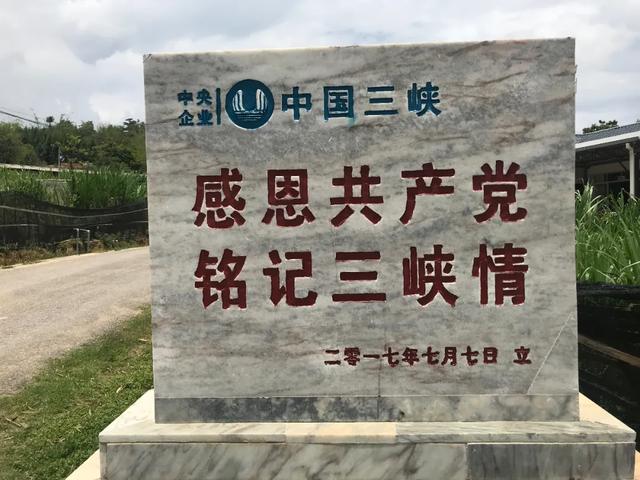 中央企业 中国三峡
感恩共产党
铭记三峡情
二零一七年七月七日 立